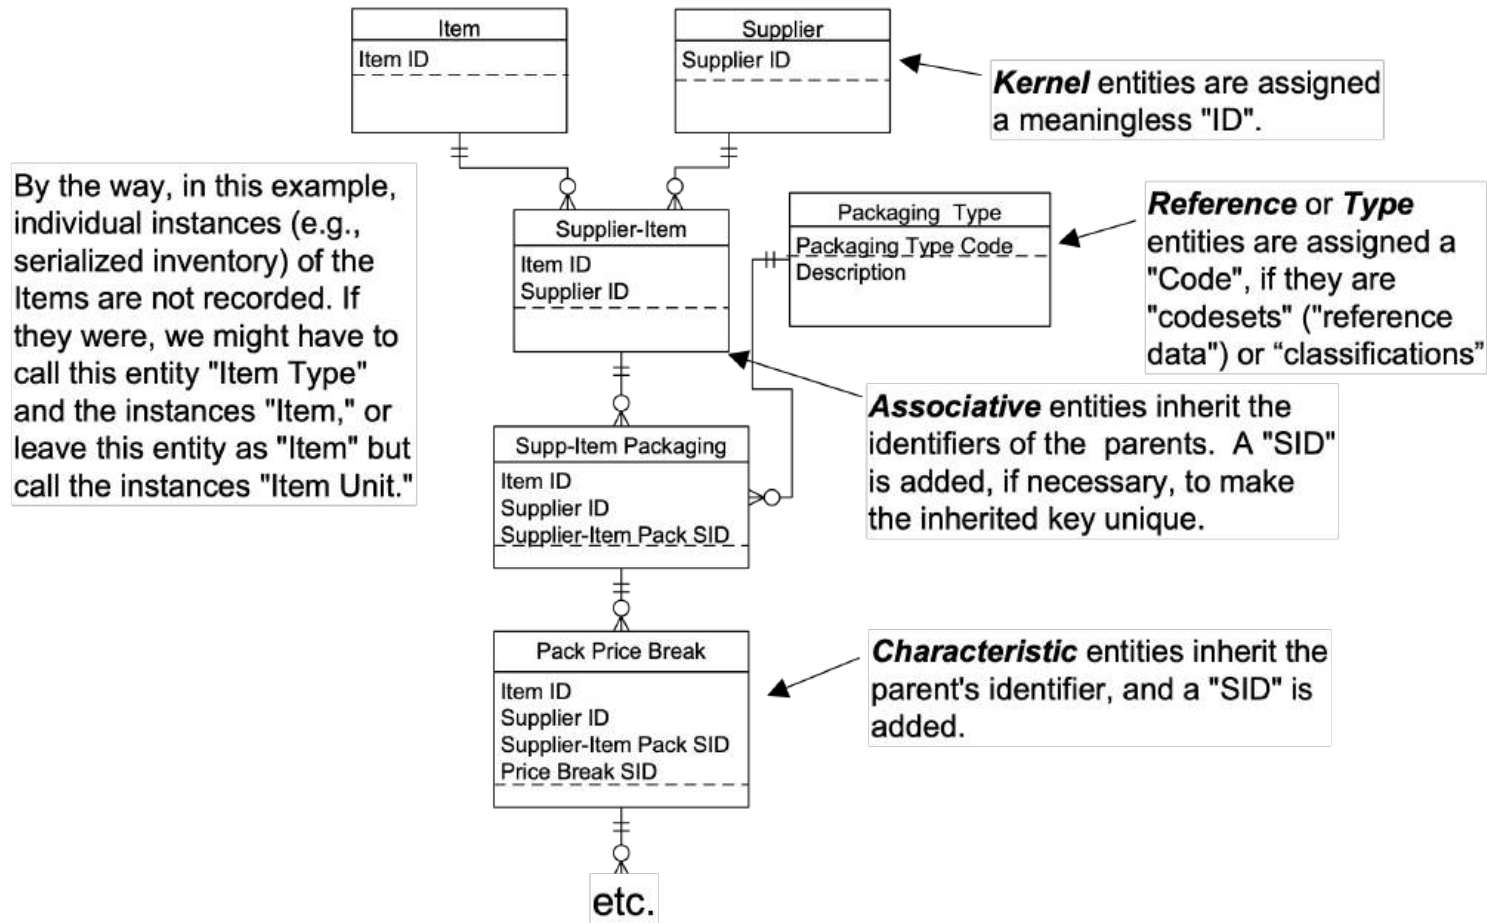 Item
Item ID
Supplier
Supplier ID
Kernel entities are assigned
a meaningless "ID".
By the way, in this example,
individual instances (e.g.,
serialized inventory) of the
Items are not recorded. If
they were, we might have to
call this entity "Item Type"
and the instances "Item," or
leave this entity as "Item" but
call the instances "Item Unit."
Supplier-Item
Item ID
Supplier ID
Packaging Type
Packaging Type Code
Description
Reference or Type
entities are assigned a
"Code", if they are
"codesets" ("reference
data") or “classifications”
Associative entities inherit the
identifiers of the parents. A "SID"
is added, if necessary, to make
the inherited key unique.
Supp-Item Packaging
Item ID
Supplier ID
Supplier-Item Pack SID
Pack Price Break
Item ID
Supplier ID
Supplier-Item Pack SID
Price Break SID
Characteristic entities inherit the
parent's identifier, and a "SID" is
added.
etc.